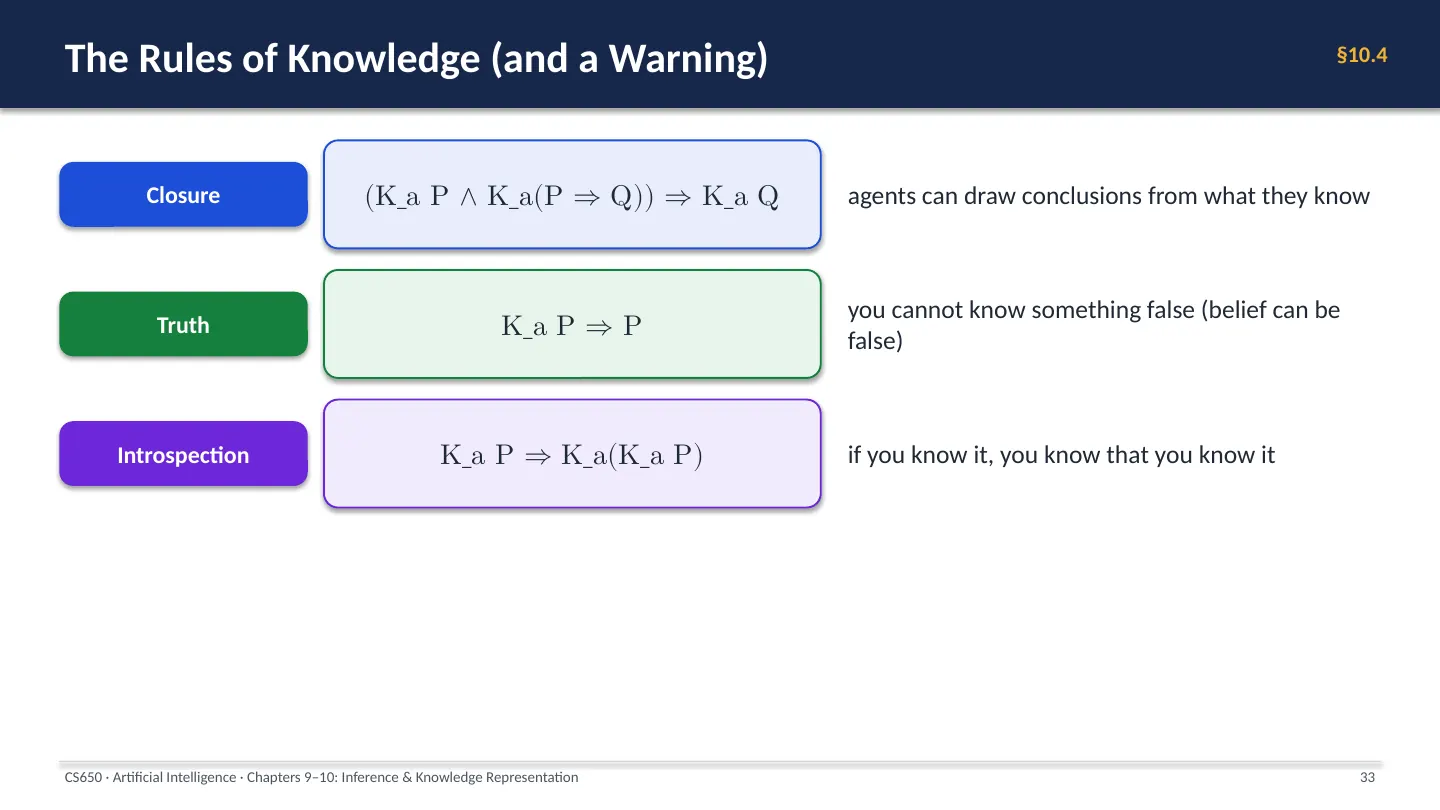 The Rules of Knowledge (and a Warning)
§10.4
Closure
(K_a P ∧ K_a(P ⇒ Q)) ⇒ K_a Q
agents can draw conclusions from what they know
Truth
K_a P ⇒ P
you cannot know something false (belief can be
false)
Introspection
K_a P ⇒ K_a(K_a P)
if you know it, you know that you know it
CS650 · Artificial Intelligence · Chapters 9–10: Inference & Knowledge Representation
33